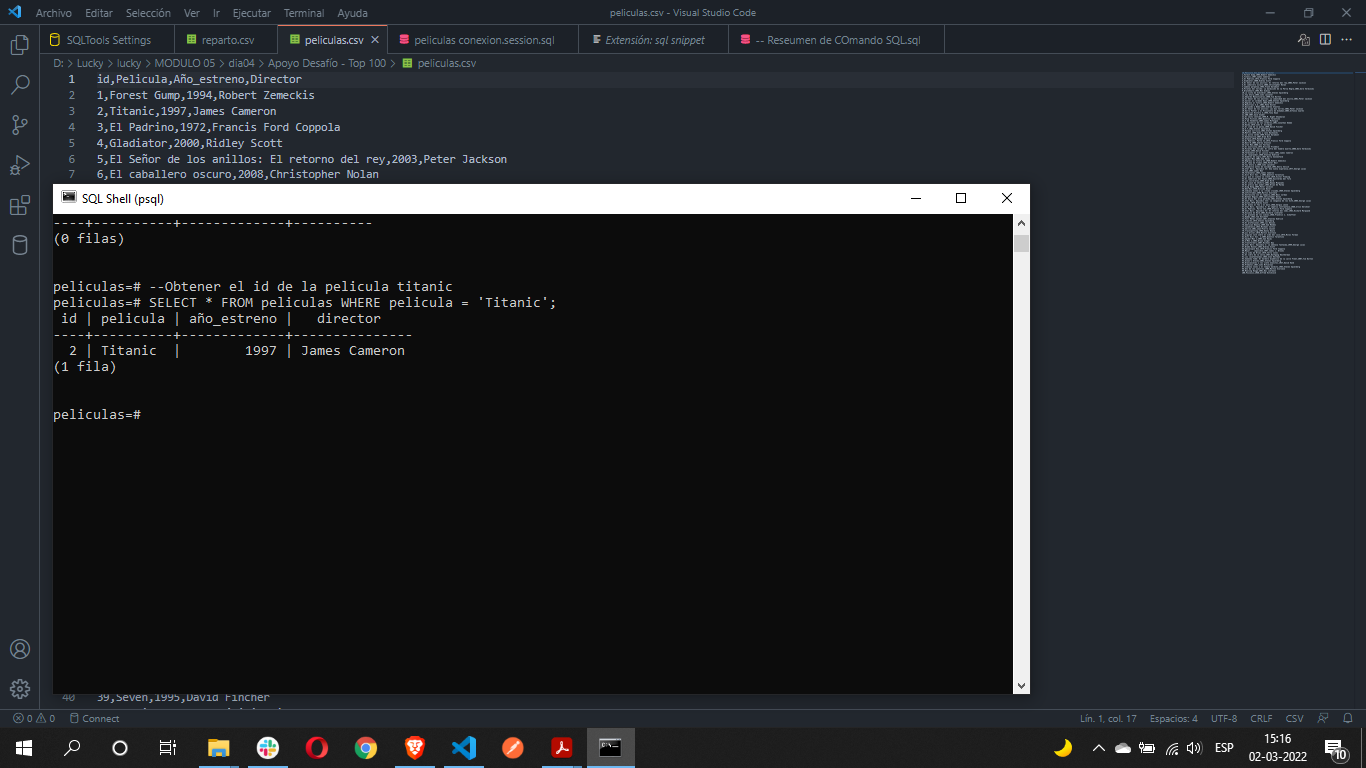 Archivo Editar Selección Ver Ir Ejecutar Terminal Ayuda peliculas.csv - Visual Studio Code
SQLTools Settings reparto.csv peliculas.csv peliculas conexion.session.sql Extensión: sql snippet -- Reseumen de COmando SQL.sql
D: > Lucky > lucky > MODULO 05 > dia04 > Apoyo Desafío - Top 100 > peliculas.csv
1 id,Pelicula,Año_estreno,Director
2 1,Forest Gump,1994,Robert Zemeckis
3 2,Titanic,1997,James Cameron
4 3,El Padrino,1972,Francis Ford Coppola
5 4,Gladiator,2000,Ridley Scott
6 5,El Señor de los anillos: El retorno del rey,2003,Peter Jackson
7 6,El caballero oscuro,2008,Christopher Nolan
SQL Shell (psql)
----+----------+-------------+----------
(0 filas)
peliculas=# --Obtener el id de la pelicula titanic
peliculas=# SELECT * FROM peliculas WHERE pelicula = 'Titanic';
id | pelicula | año_estreno | director
----+----------+-------------+---------------
2 | Titanic | 1997 | James Cameron
(1 fila)
peliculas=#
40 39,Seven,1995,David Fincher
0 0 Connect Lín. 1, col. 17 Espacios: 4 UTF-8 CRLF CSV
ESP 15:16
02-03-2022
10